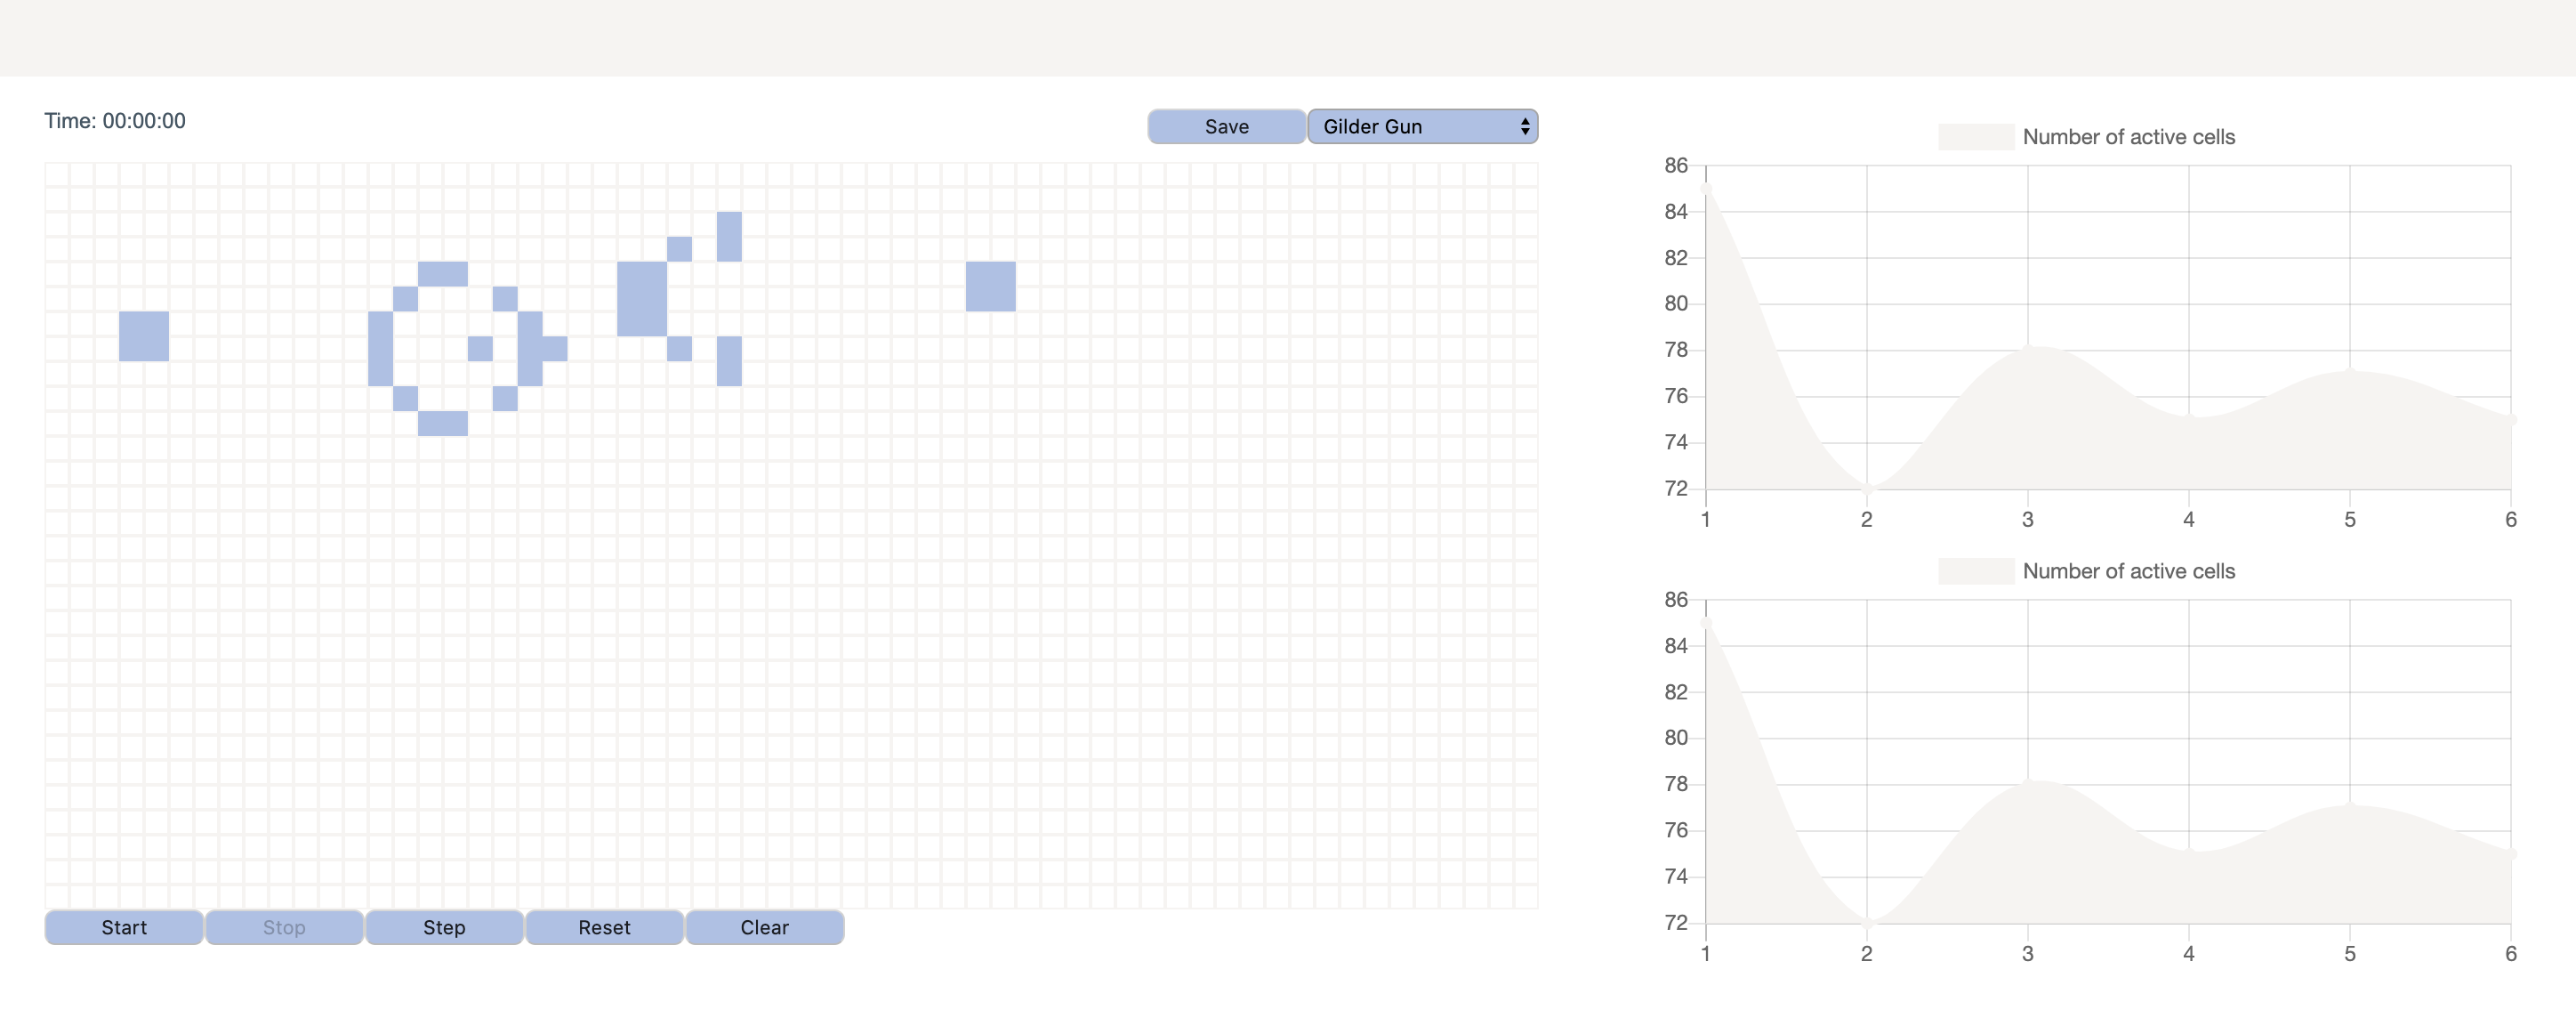 Time: 00:00:00
Save
Gilder Gun
Start
Stop
Step
Reset
Clear
Number of active cells
86
84
82
80
78
76
74
72
1 2 3 4 5 6
Number of active cells
86
84
82
80
78
76
74
72
1 2 3 4 5 6